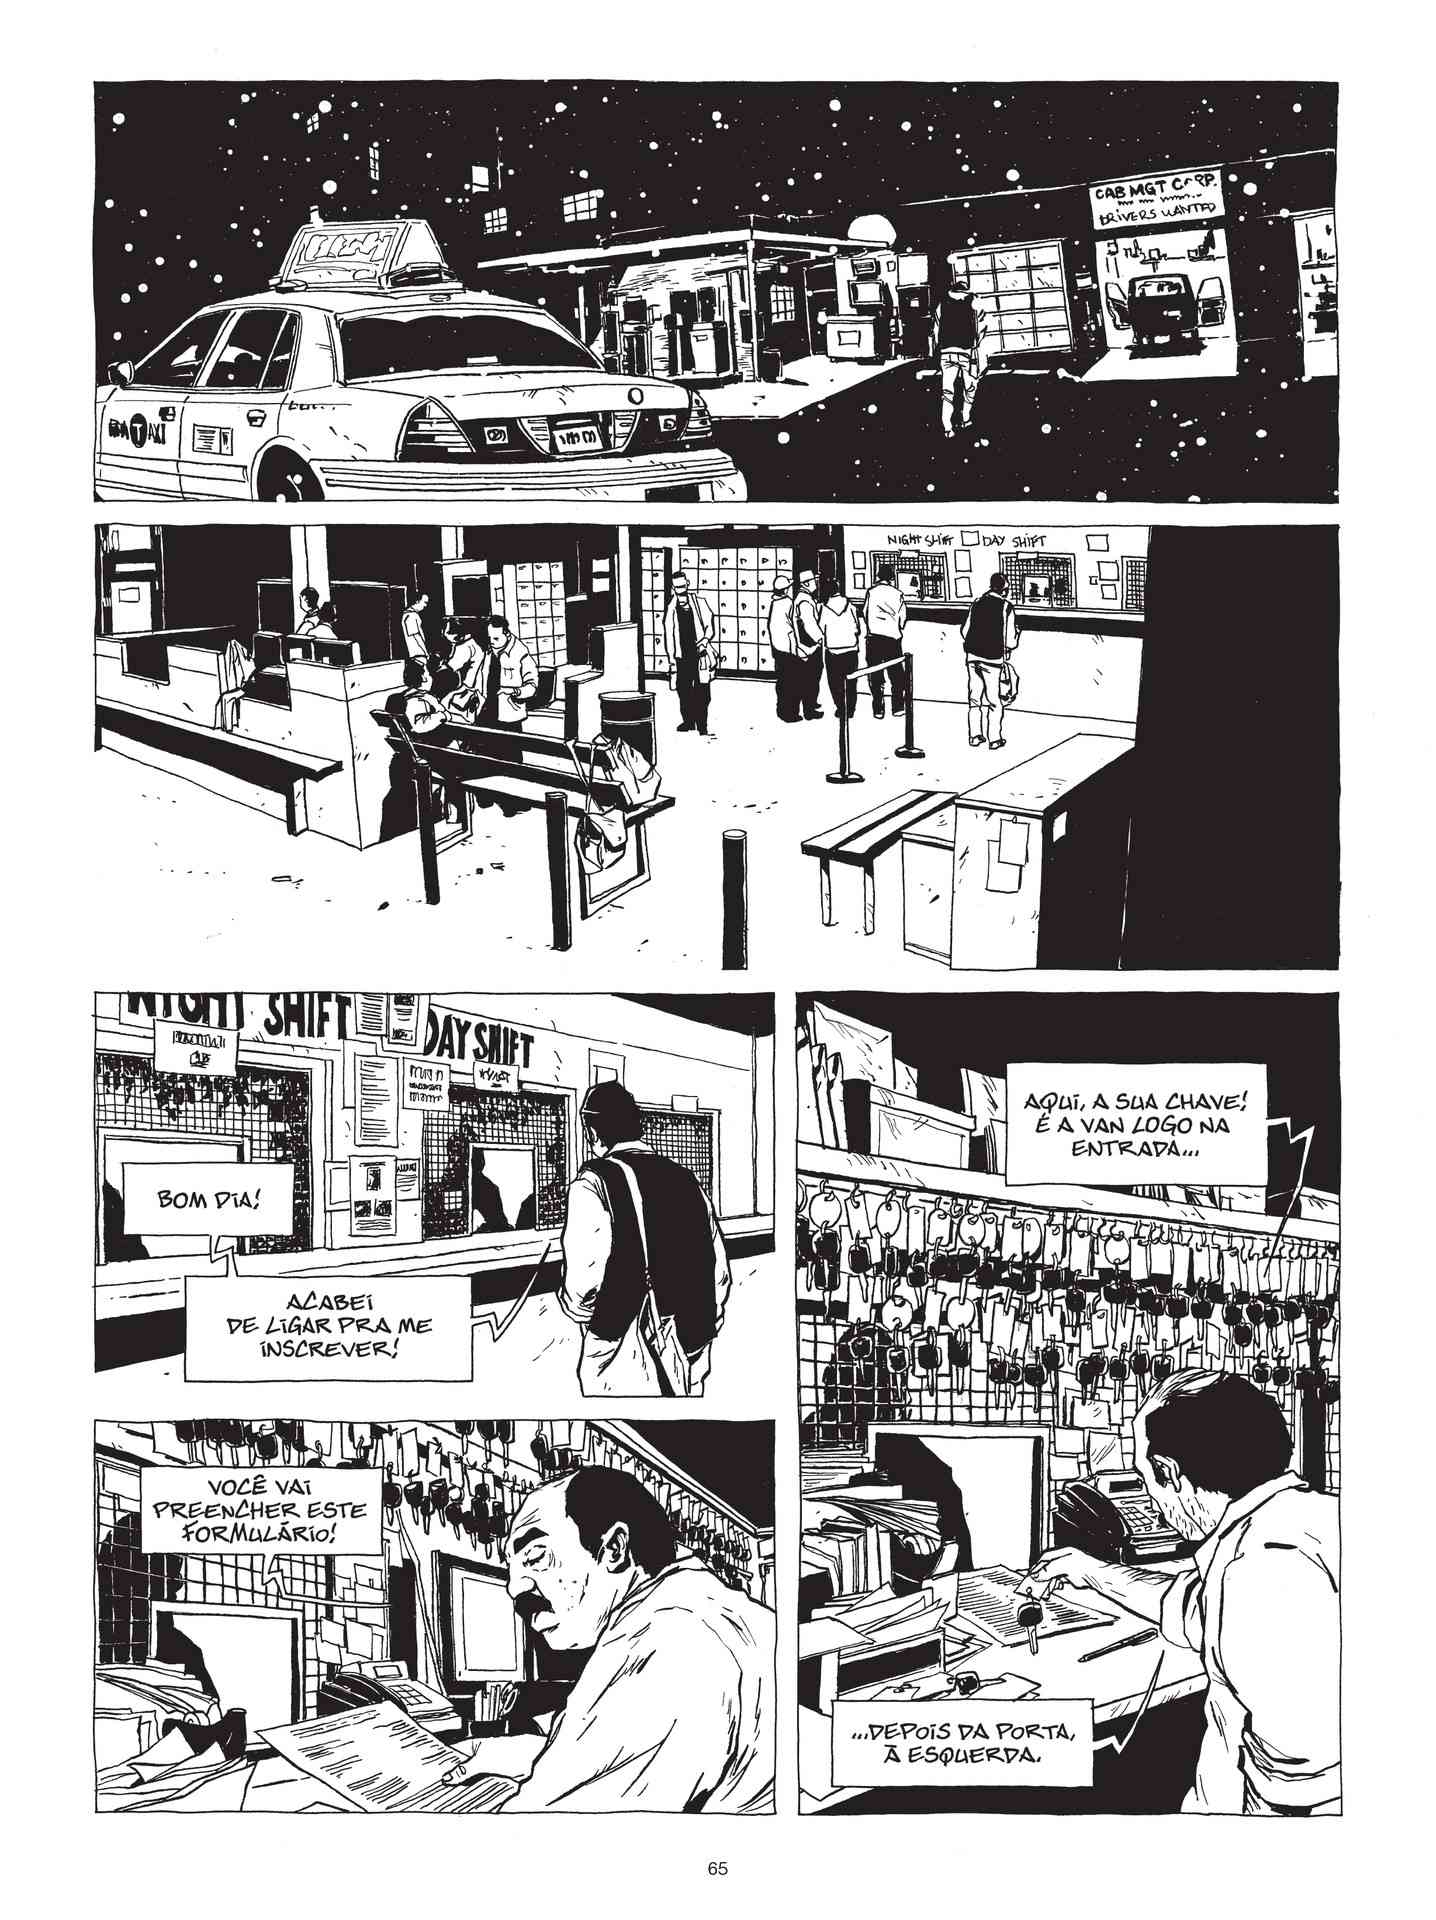 CAB MGT CORP.
DRIVERS WANTED
TAXI
NIGHT SHIFT
DAY SHIFT
NIGHT SHIFT
DAY SHIFT
BOM DIA!
ACABEI
DE LIGAR PRA ME
INSCREVER!
VOCÊ VAI
PREENCHER ESTE
FORMULÁRIO!
AQUI, A SUA CHAVE!
É A VAN LOGO NA
ENTRADA...
...DEPOIS DA PORTA,
À ESQUERDA.
65